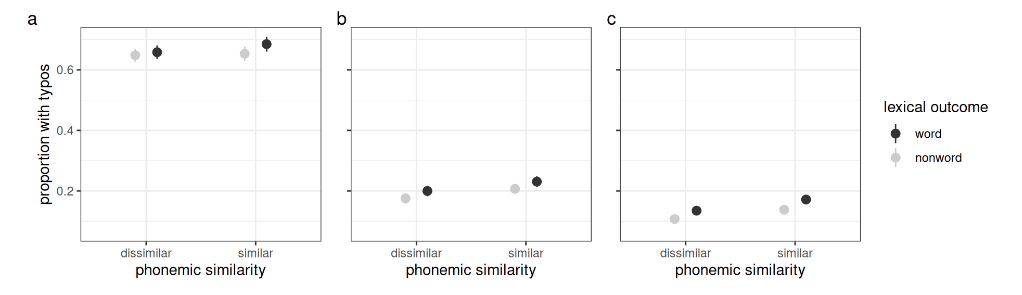 a
b
c
proportion with typos
0.6
0.4
0.2
dissimilar
similar
phonemic similarity
dissimilar
similar
phonemic similarity
dissimilar
similar
phonemic similarity
lexical outcome
word
nonword